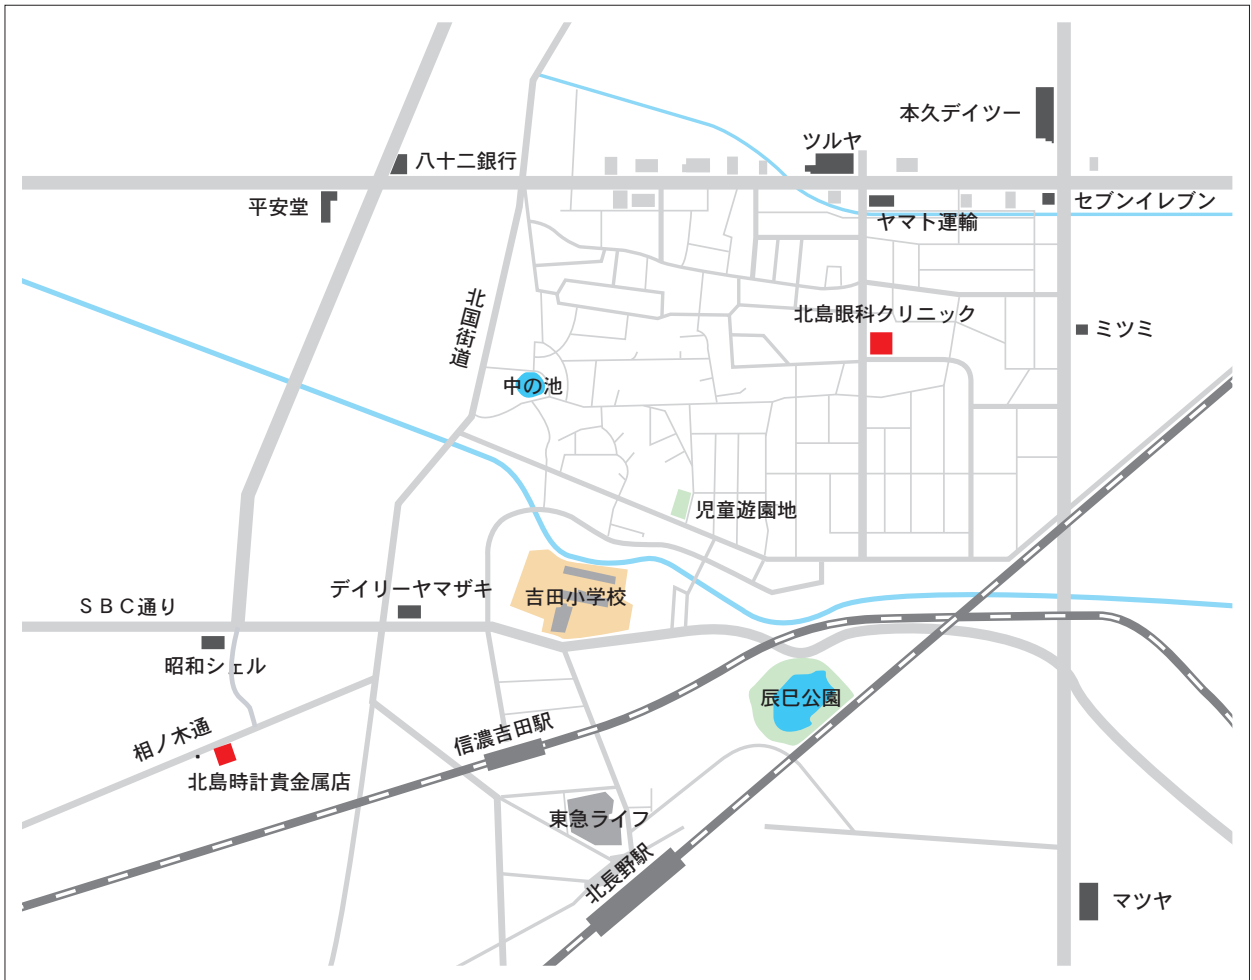 本久デイツー
ツルヤ
八十二銀行
平安堂
セブンイレブン
ヤマト運輸
北国街道
北島眼科クリニック
ミツミ
中の池
児童遊園地
デイリーヤマザキ
吉田小学校
ＳＢＣ通り
昭和シェル
辰巳公園
相ノ木通
信濃吉田駅
北島時計貴金属店
東急ライフ
北長野駅
マツヤ